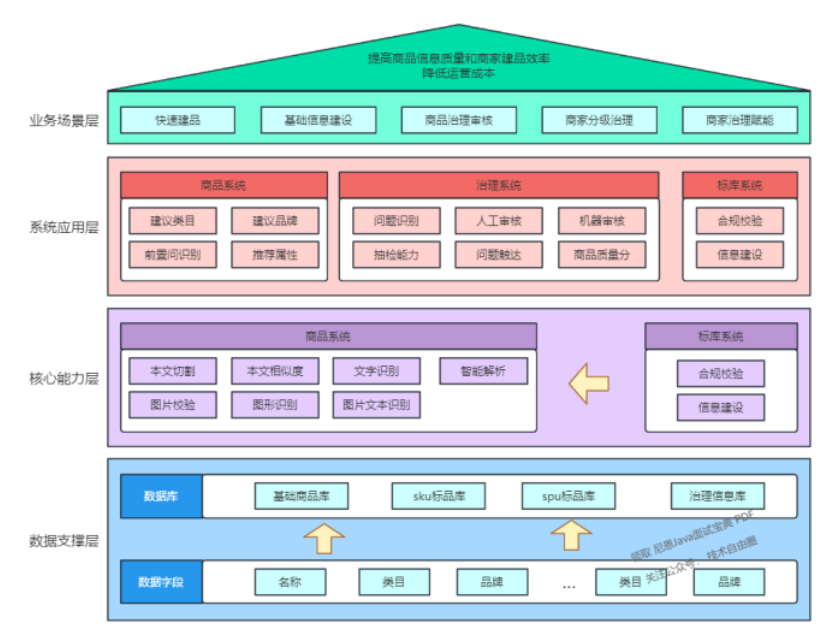 提高商品信息质量和商家建品效率
降低运营成本
业务场景层
快速建品
基础信息建设
商品治理审核
商家分级治理
商家治理赋能
系统应用层
商品系统
建议类目
建议品牌
前置问识别
推荐属性
治理系统
问题识别
人工审核
机器审核
抽检能力
问题触达
商品质量分
标库系统
合规校验
信息建设
核心能力层
商品系统
本文切割
本文相似度
文字识别
智能解析
图片校验
图形识别
图片文本识别
标库系统
合规校验
信息建设
数据支撑层
数据库
基础商品库
sku标品库
spu标品库
治理信息库
数据字段
名称
类目
品牌
...
类目
品牌
领取 尼恩Java面试宝典 PDF
关注公众号: 技术自由圈